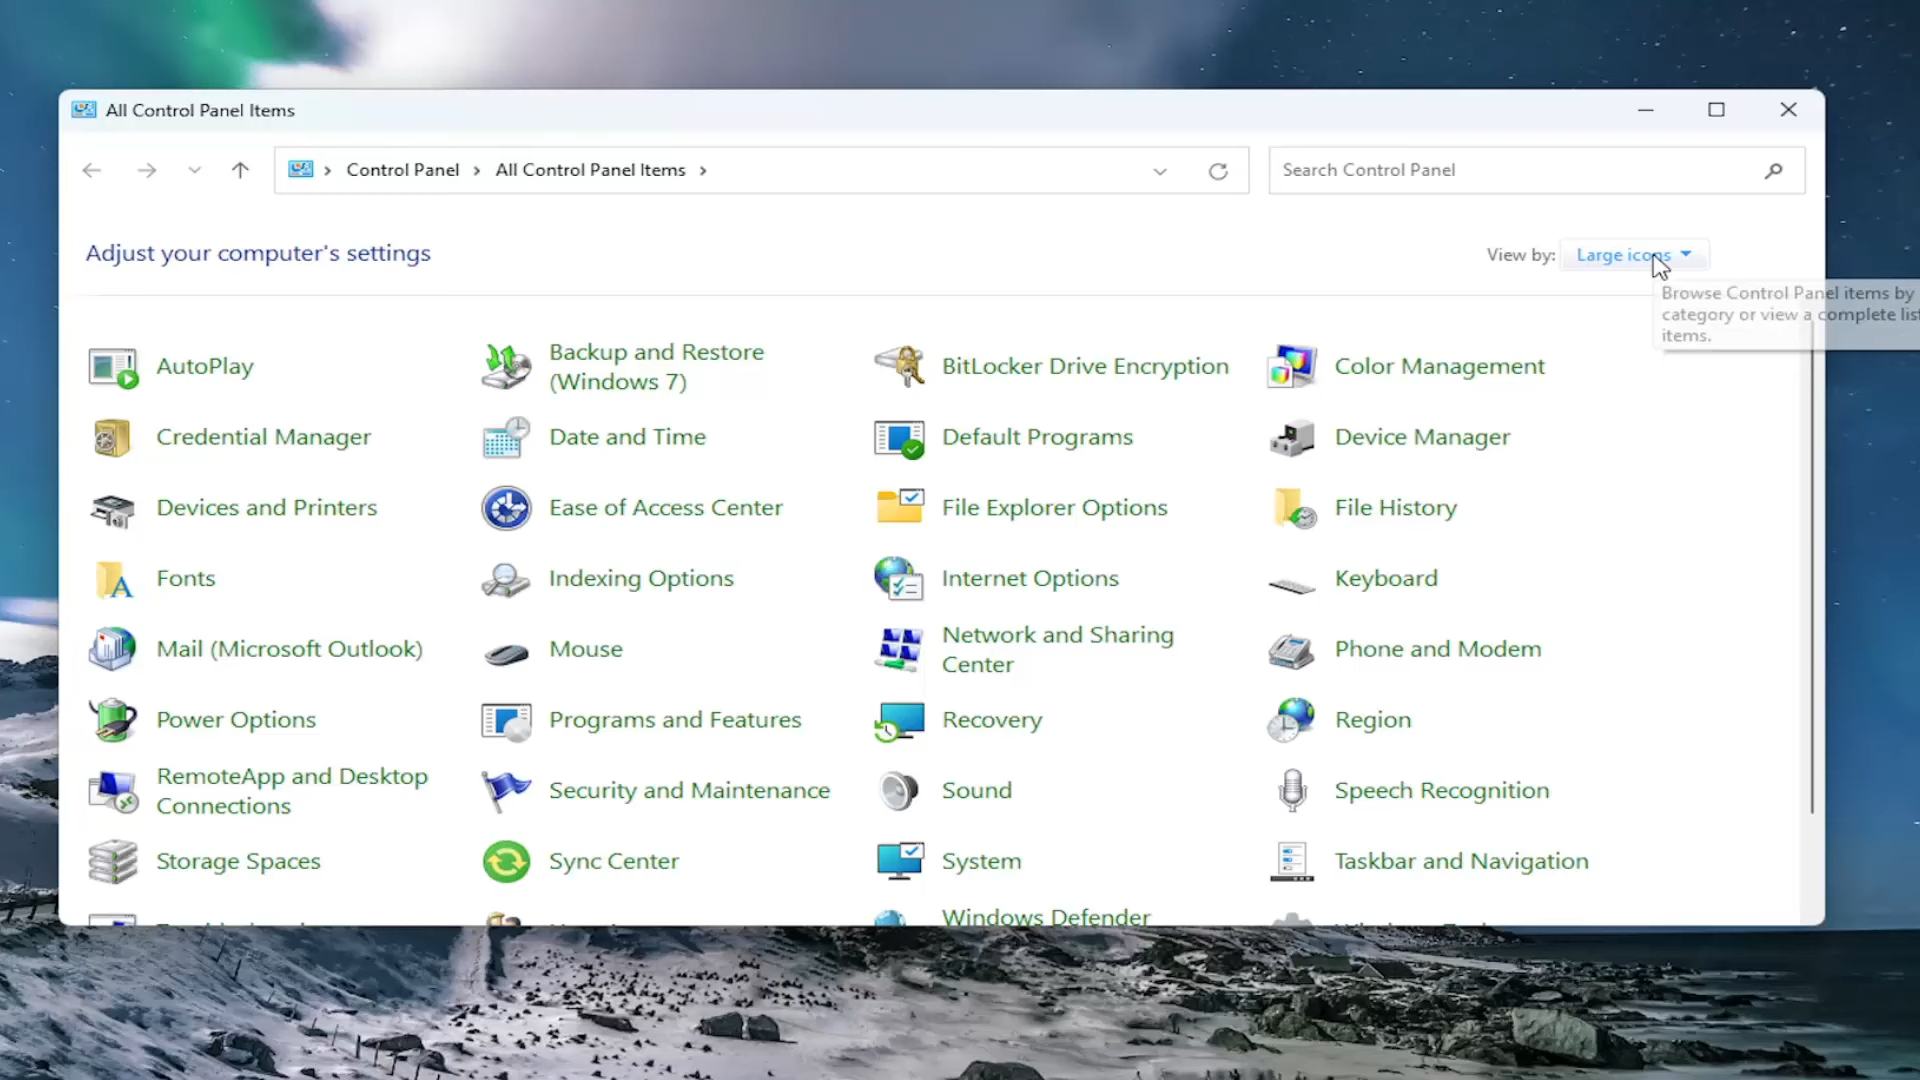 All Control Panel Items
Control Panel
All Control Panel Items
Search Control Panel
Adjust your computer's settings
View by:
Large icons
Browse Control Panel items by
category or view a complete list
items.
AutoPlay
Backup and Restore
(Windows 7)
BitLocker Drive Encryption
Color Management
Credential Manager
Date and Time
Default Programs
Device Manager
Devices and Printers
Ease of Access Center
File Explorer Options
File History
Fonts
Indexing Options
Internet Options
Keyboard
Mail (Microsoft Outlook)
Mouse
Network and Sharing
Center
Phone and Modem
Power Options
Programs and Features
Recovery
Region
RemoteApp and Desktop
Connections
Security and Maintenance
Sound
Speech Recognition
Storage Spaces
Sync Center
System
Taskbar and Navigation
Windows Defender